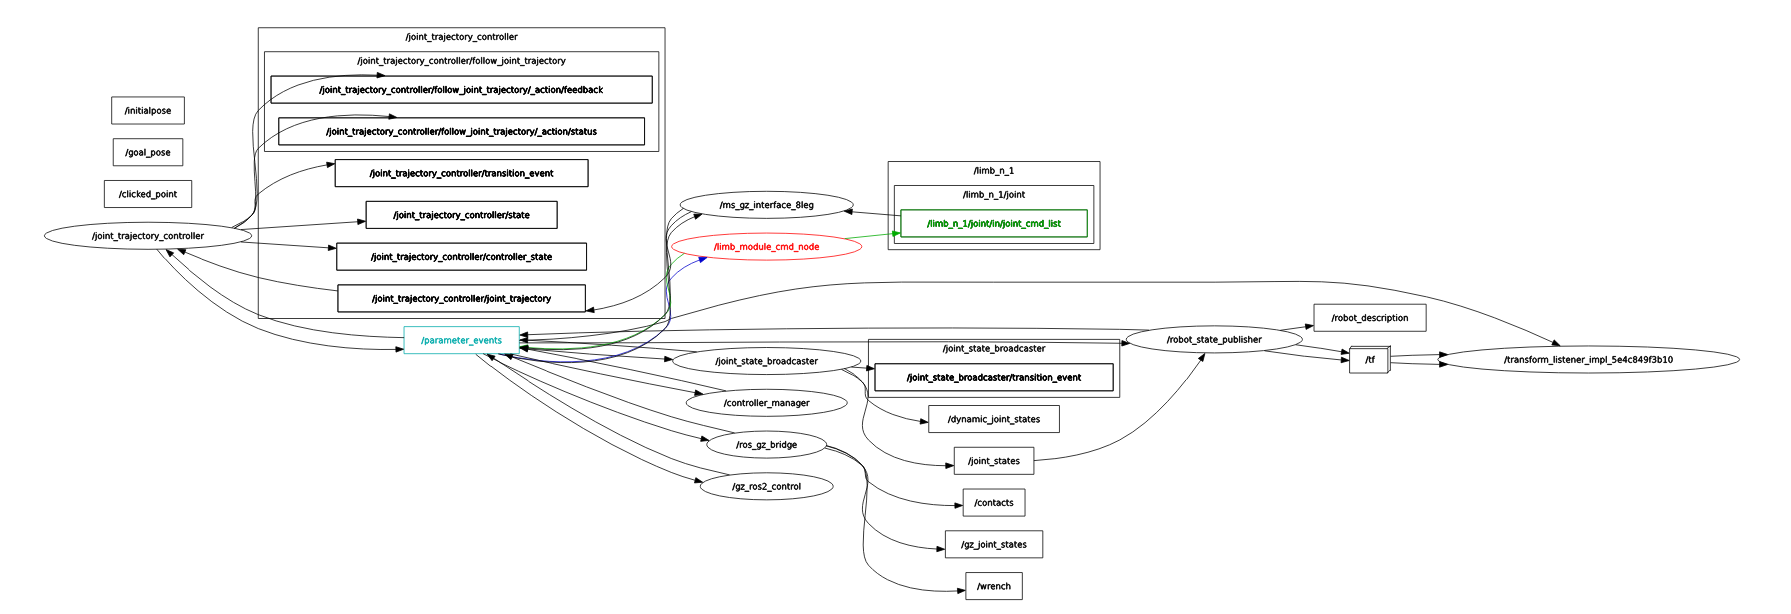 /joint_trajectory_controller
/joint_trajectory_controller/follow_joint_trajectory
/joint_trajectory_controller/follow_joint_trajectory/_action/feedback
/joint_trajectory_controller/follow_joint_trajectory/_action/status
/joint_trajectory_controller/transition_event
/joint_trajectory_controller/state
/joint_trajectory_controller/controller_state
/joint_trajectory_controller/joint_trajectory
/initialpose
/goal_pose
/clicked_point
/joint_trajectory_controller
/parameter_events
/ms_gz_interface_8leg
/limb_module_cmd_node
/limb_n_1
/limb_n_1/joint
/limb_n_1/joint/in/joint_cmd_list
/joint_state_broadcaster
/controller_manager
/ros_gz_bridge
/gz_ros2_control
/joint_state_broadcaster
/joint_state_broadcaster/transition_event
/dynamic_joint_states
/joint_states
/contacts
/gz_joint_states
/wrench
/robot_state_publisher
/robot_description
/tf
/transform_listener_impl_5e4c849f3b10